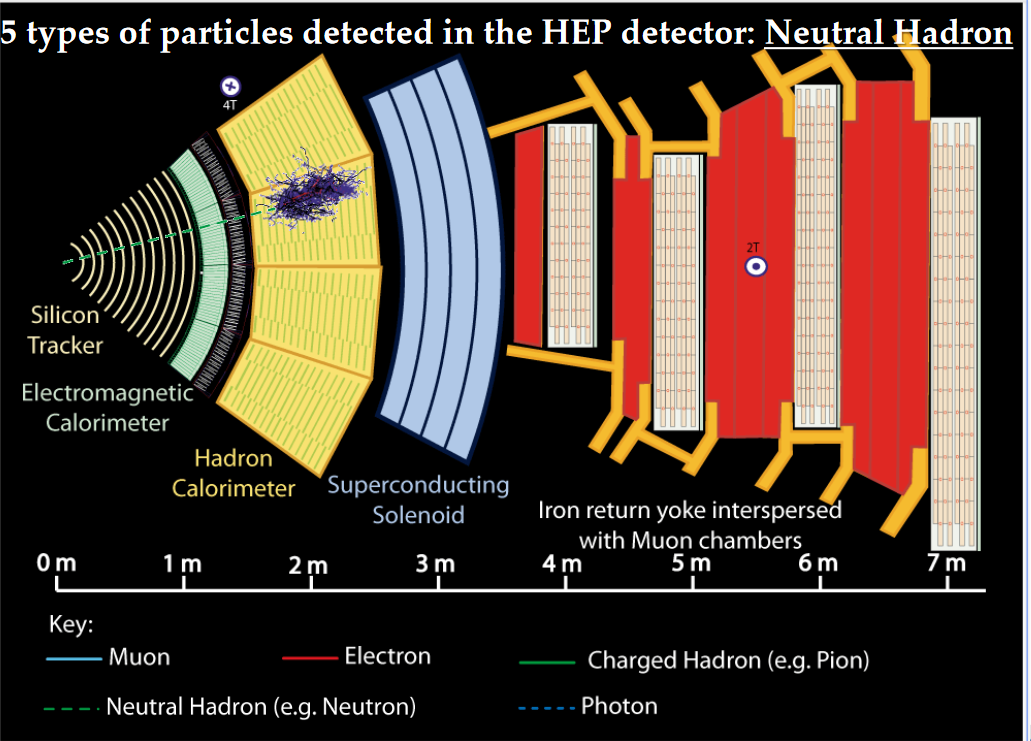 5 types of particles detected in the HEP detector: Neutral Hadron
4T
2T
Silicon
Tracker
Electromagnetic
Calorimeter
Hadron
Calorimeter
Superconducting
Solenoid
Iron return yoke interspersed
with Muon chambers
0 m 1 m 2 m 3 m 4 m 5 m 6 m 7 m
Key:
Muon Electron Charged Hadron (e.g. Pion)
Neutral Hadron (e.g. Neutron) Photon